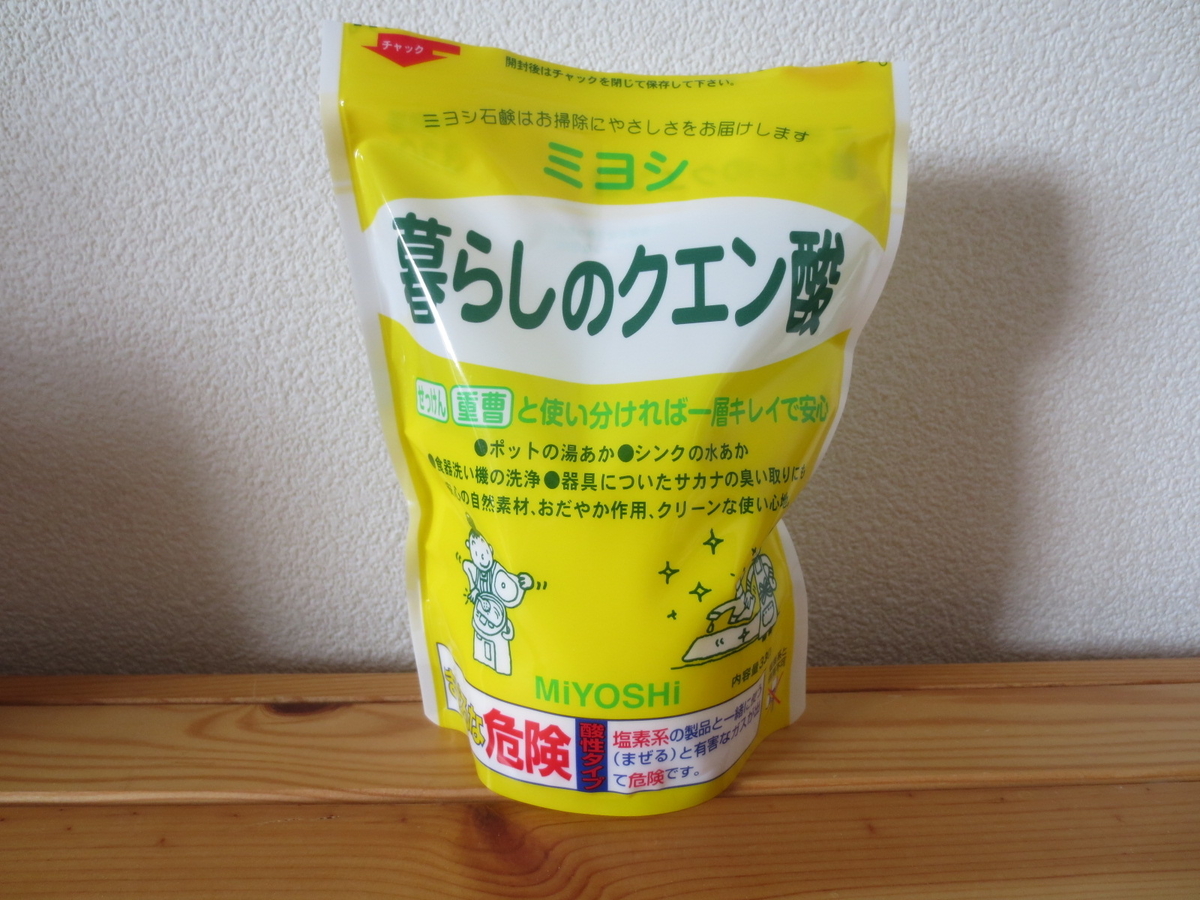 チャック
開封後はチャックを閉じて保存して下さい。
ミヨシ石鹸はお掃除にやさしさをお届けします
ミヨシ
暮らしのクエン酸
せっけん 重曹 と使い分ければ一層キレイで安心
●ポットの湯あか●シンクの水あか
●食器洗い機の洗浄●器具についたサカナの臭い取りにも
心の自然素材、おだやか作用、クリーンな使い心地
内容量
MiYOSHi
危険
酸性タイプ
塩素系の製品と一緒に
(まぜる)と有害なガスが
て危険です。